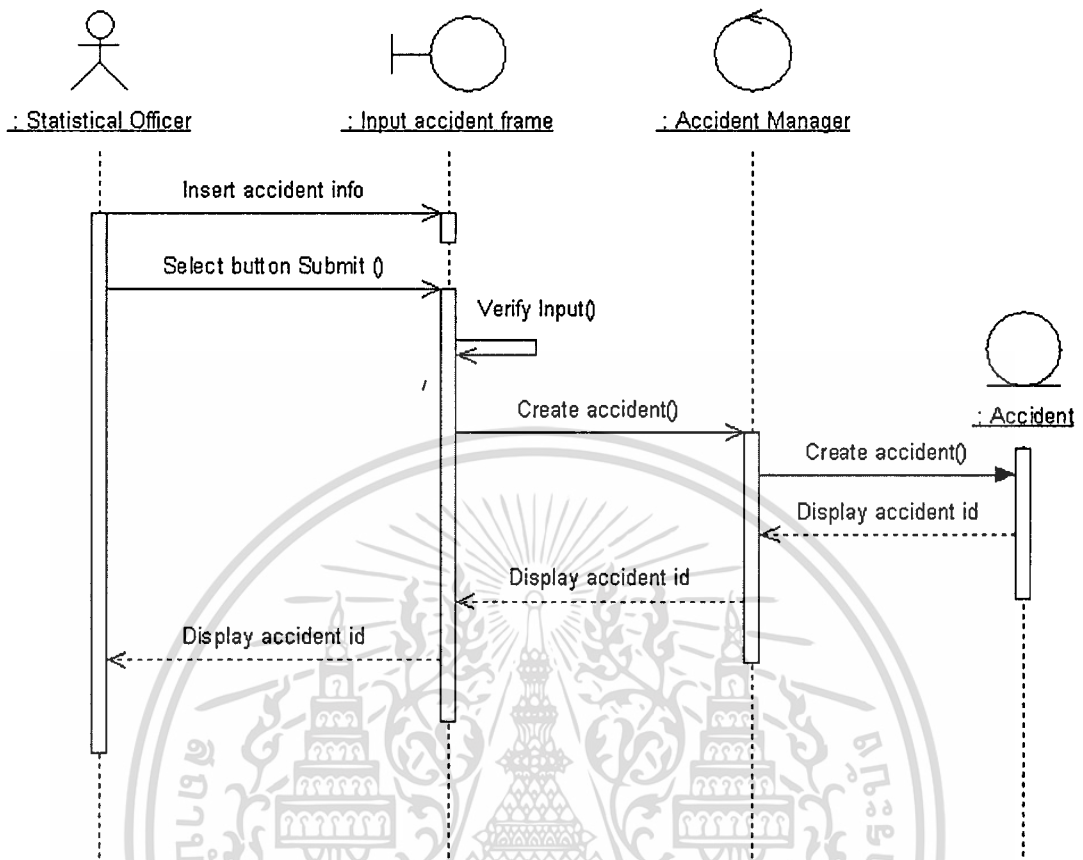 : Statistical Officer
: Input accident frame
: Accident Manager
Insert accident info
Select button Submit ()
Verify Input()
: Accident
Create accident()
Create accident()
Display accident id
Display accident id
Display accident id